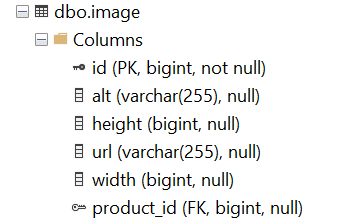 dbo.image
Columns
id (PK, bigint, not null)
alt (varchar(255), null)
height (bigint, null)
url (varchar(255), null)
width (bigint, null)
product_id (FK, bigint, null)